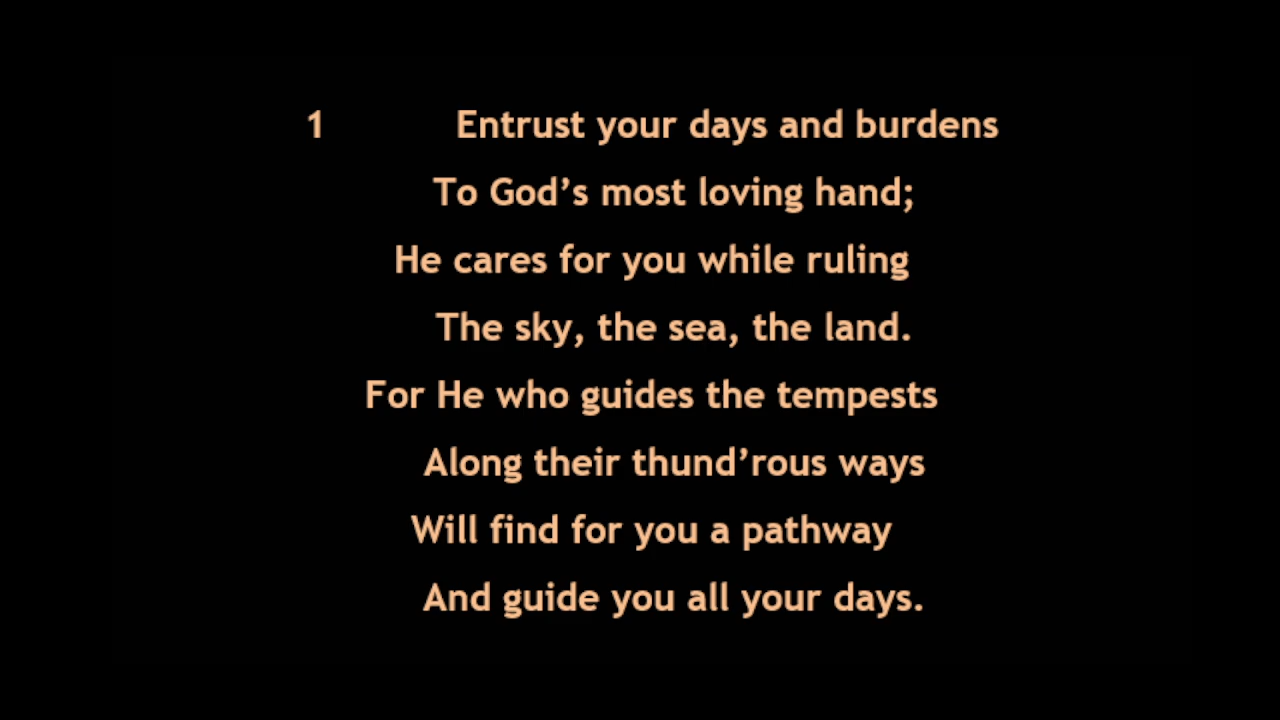 1 Entrust your days and burdens
To God’s most loving hand;
He cares for you while ruling
The sky, the sea, the land.
For He who guides the tempests
Along their thund’rous ways
Will find for you a pathway
And guide you all your days.